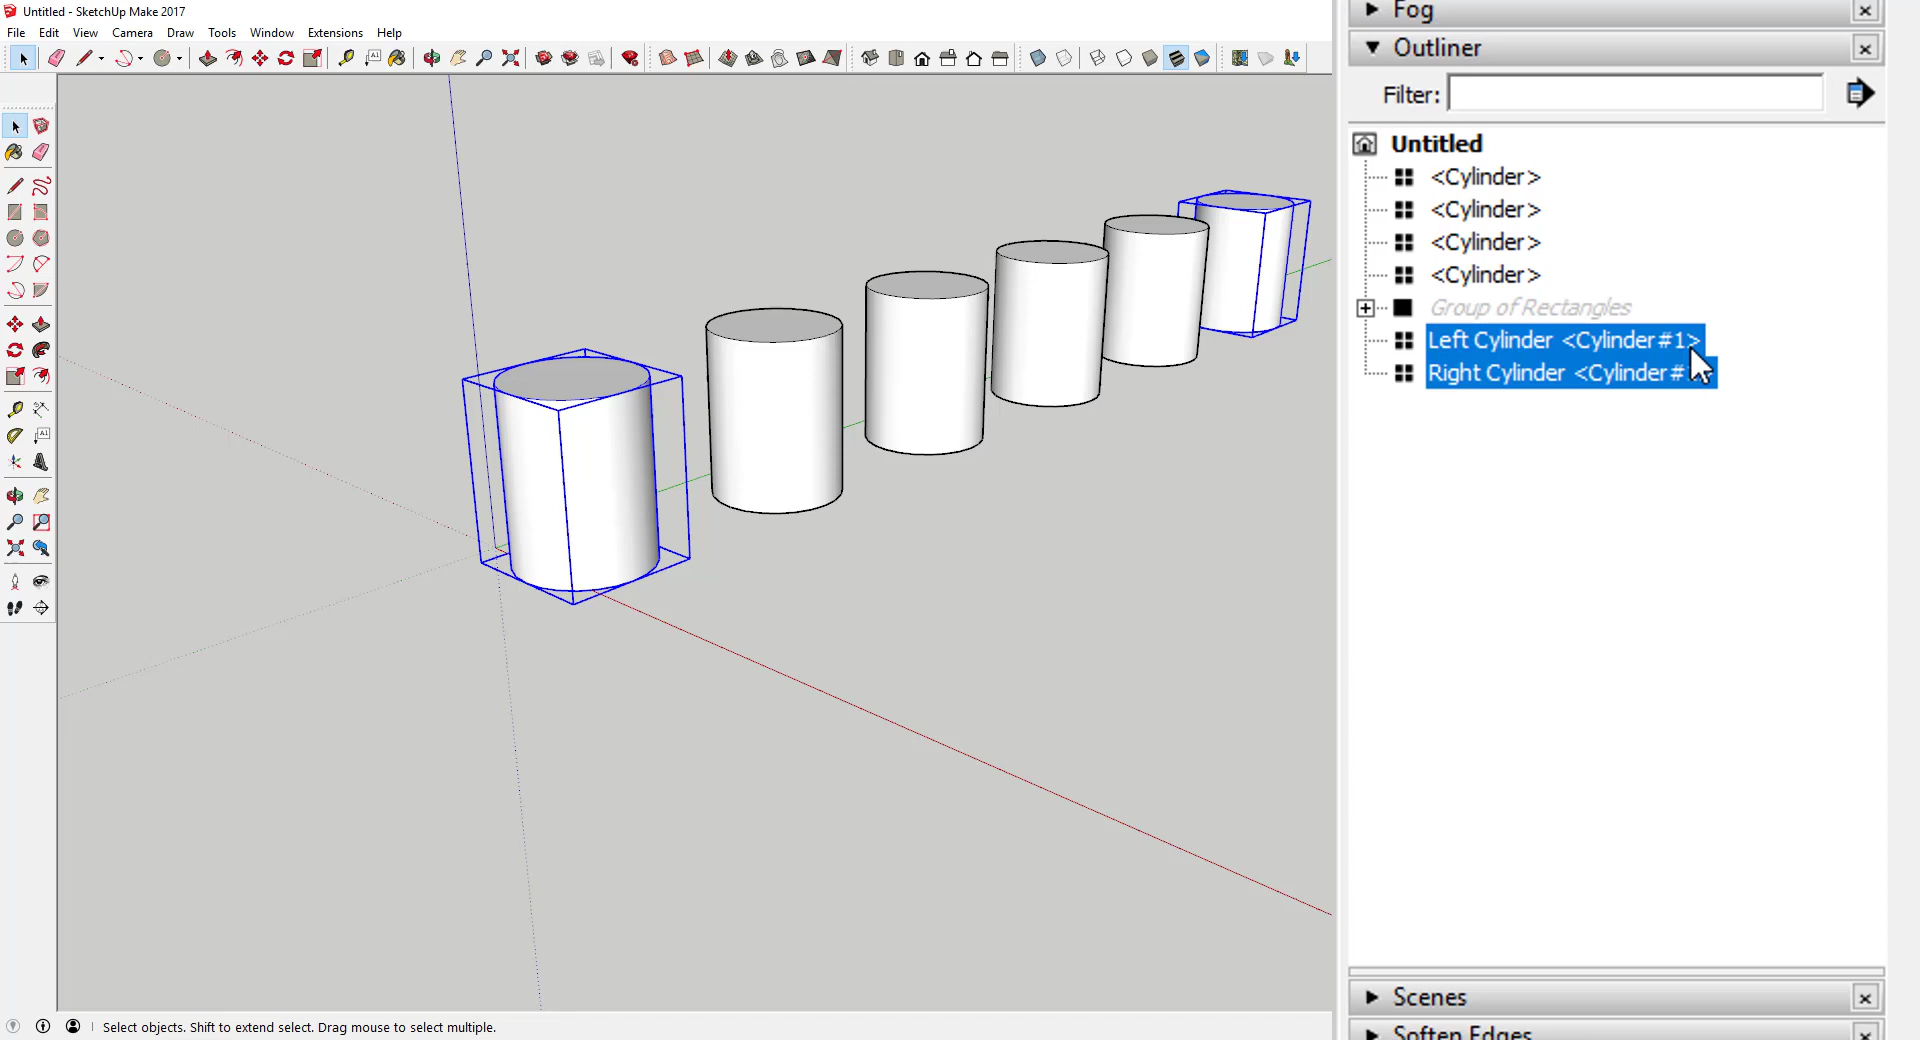 Untitled - SketchUp Make 2017
File Edit View Camera Draw Tools Window Extensions Help
Fog
Outliner
Filter:
Untitled
<Cylinder>
<Cylinder>
<Cylinder>
<Cylinder>
Group of Rectangles
Left Cylinder <Cylinder#1>
Right Cylinder <Cylinder#
Scenes
Soften Edges
Select objects. Shift to extend select. Drag mouse to select multiple.